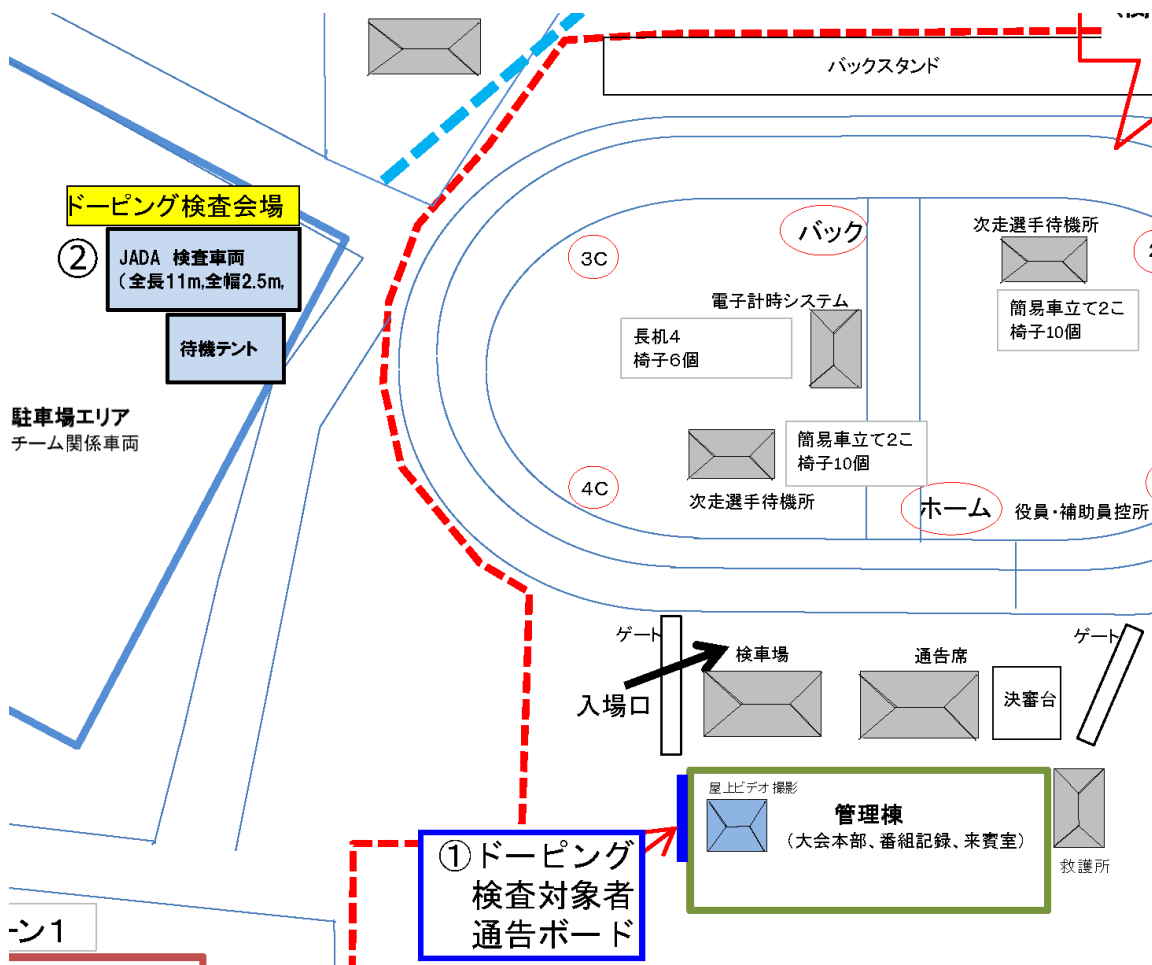 バックスタンド
ドーピング検査会場
②
JADA 検査車両
（全長11m,全幅2.5m,
待機テント
駐車場エリア
チーム関係車両
3C
バック
次走選手待機所
電子計時システム
長机4
椅子6個
簡易車立て2こ
椅子10個
簡易車立て2こ
椅子10個
次走選手待機所
4C
ホーム
役員・補助員控所
ゲート
検車場
通告席
ゲート
入場口
決審台
屋上ビデオ撮影
管理棟
（大会本部、番組記録、来賓室）
救護所
①ドーピング
検査対象者
通告ボード
ーン1